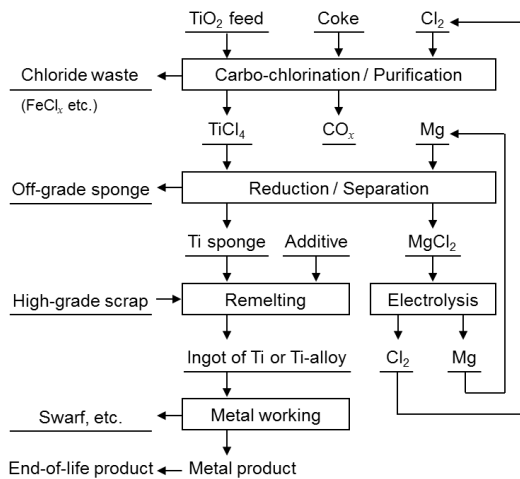 TiO₂ feed Coke Cl₂
Chloride waste Carbo-chlorination / Purification
(FeClₓ etc.)
TiCl₄ COₓ Mg
Off-grade sponge Reduction / Separation
Ti sponge Additive MgCl₂
High-grade scrap Remelting Electrolysis
Ingot of Ti or Ti-alloy Cl₂ Mg
Swarf, etc. Metal working
End-of-life product Metal product